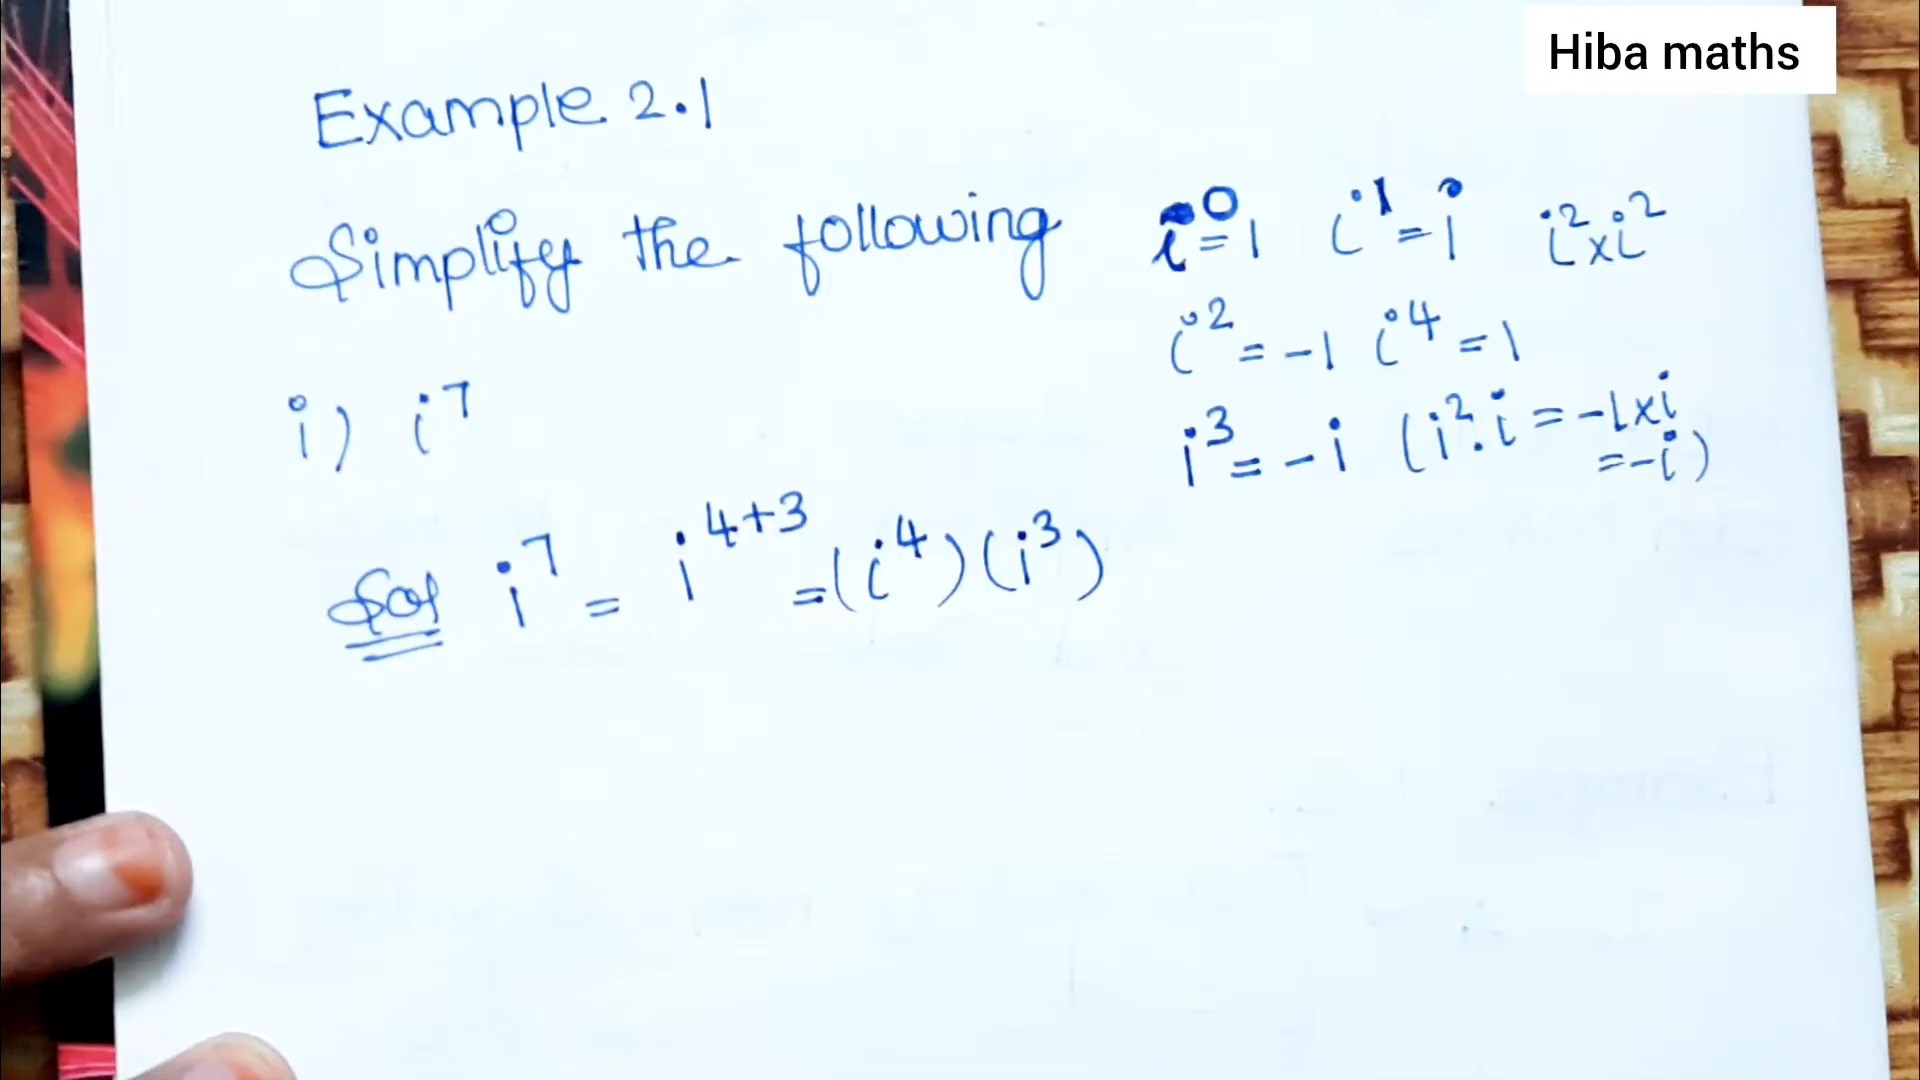 Hiba maths
Example 2.1
Simplify the following
i⁰=1 i¹=i i²×i²
i²=-1 i⁴=1
i³=-i (i².i=-1×i
=-i)
i) i⁷
Sol i⁷ = i⁴⁺³ =(i⁴)(i³)